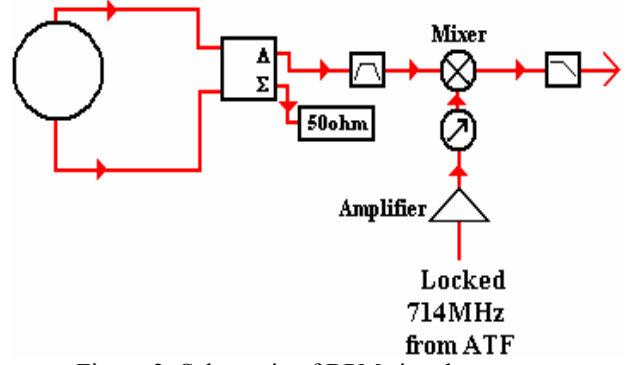 Mixer
Δ
Σ
50ohm
Amplifier
Locked
714MHz
from ATF